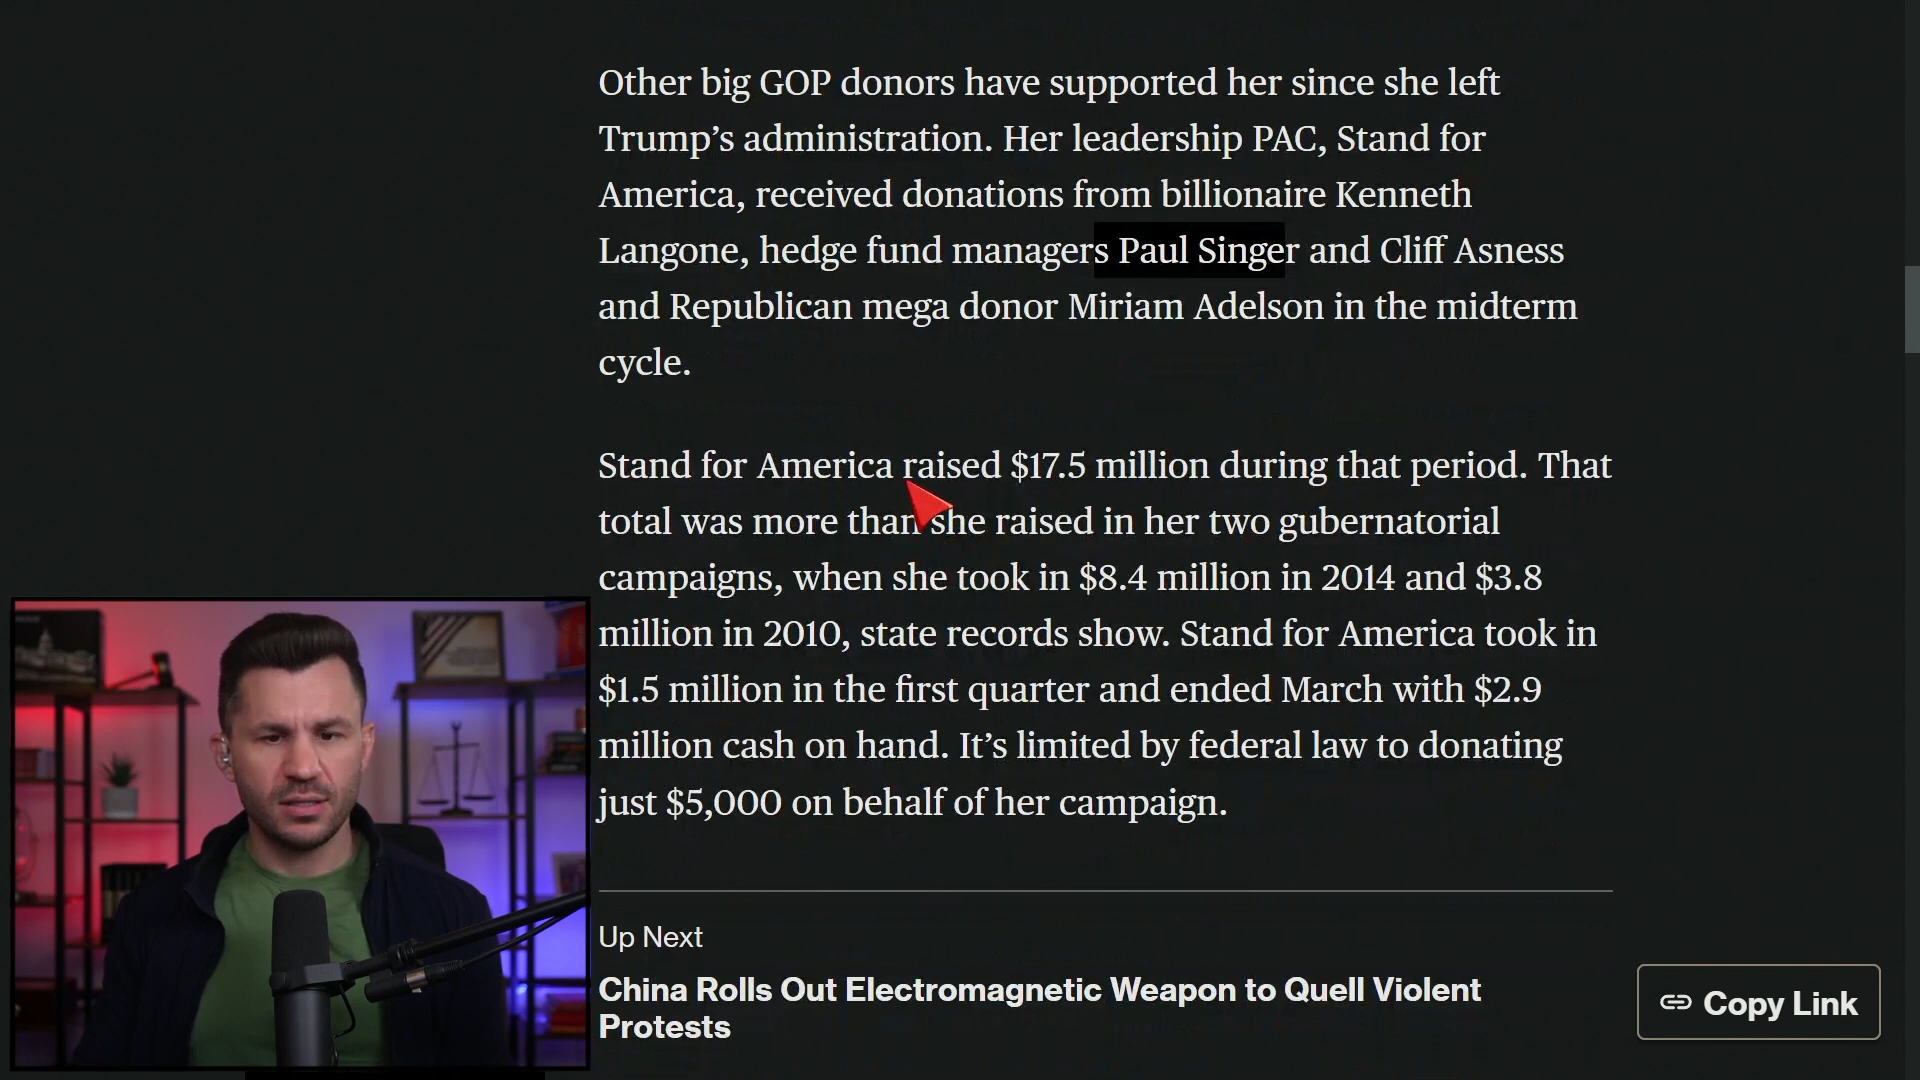 Other big GOP donors have supported her since she left
Trump’s administration. Her leadership PAC, Stand for
America, received donations from billionaire Kenneth
Langone, hedge fund managers Paul Singer and Cliff Asness
and Republican mega donor Miriam Adelson in the midterm
cycle.
Stand for America raised $17.5 million during that period. That
total was more than she raised in her two gubernatorial
campaigns, when she took in $8.4 million in 2014 and $3.8
million in 2010, state records show. Stand for America took in
$1.5 million in the first quarter and ended March with $2.9
million cash on hand. It’s limited by federal law to donating
just $5,000 on behalf of her campaign.
Up Next
China Rolls Out Electromagnetic Weapon to Quell Violent
Protests
Copy Link